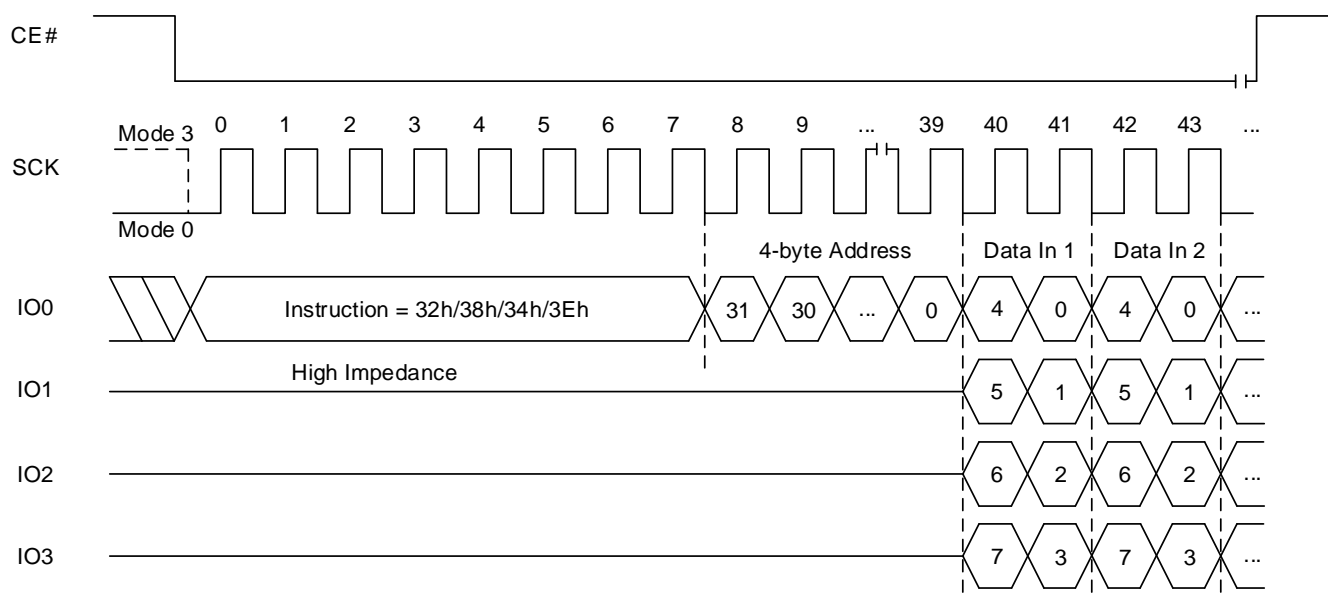 CE#
Mode 3 0 1 2 3 4 5 6 7 8 9 ... 39 40 41 42 43 ...
SCK
Mode 0
4-byte Address Data In 1 Data In 2
IO0 Instruction = 32h/38h/34h/3Eh 31 30 ... 0 4 0 4 0 ...
High Impedance
IO1 5 1 5 1 ...
IO2 6 2 6 2 ...
IO3 7 3 7 3 ...